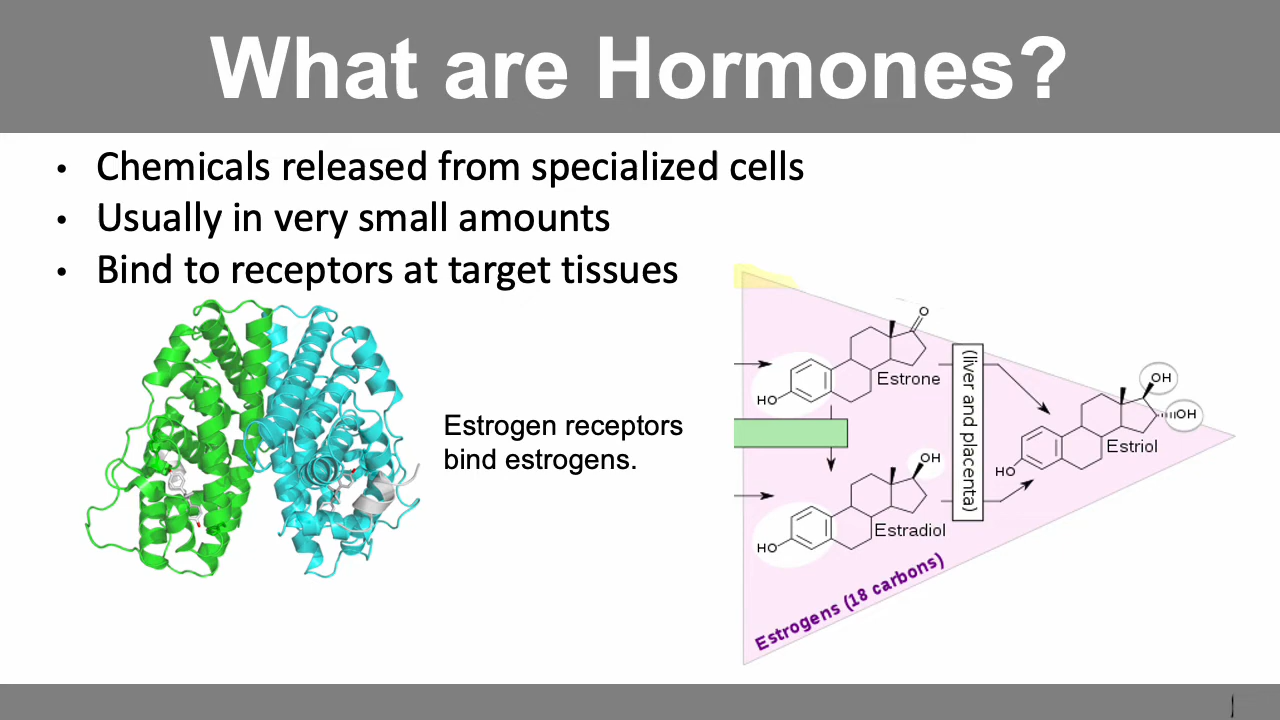 What are Hormones?
• Chemicals released from specialized cells
• Usually in very small amounts
• Bind to receptors at target tissues
Estrogen receptors
bind estrogens.
O
HO
Estrone
(liver and placenta)
OH
OH
HO
Estriol
OH
HO
Estradiol
Estrogens (18 carbons)